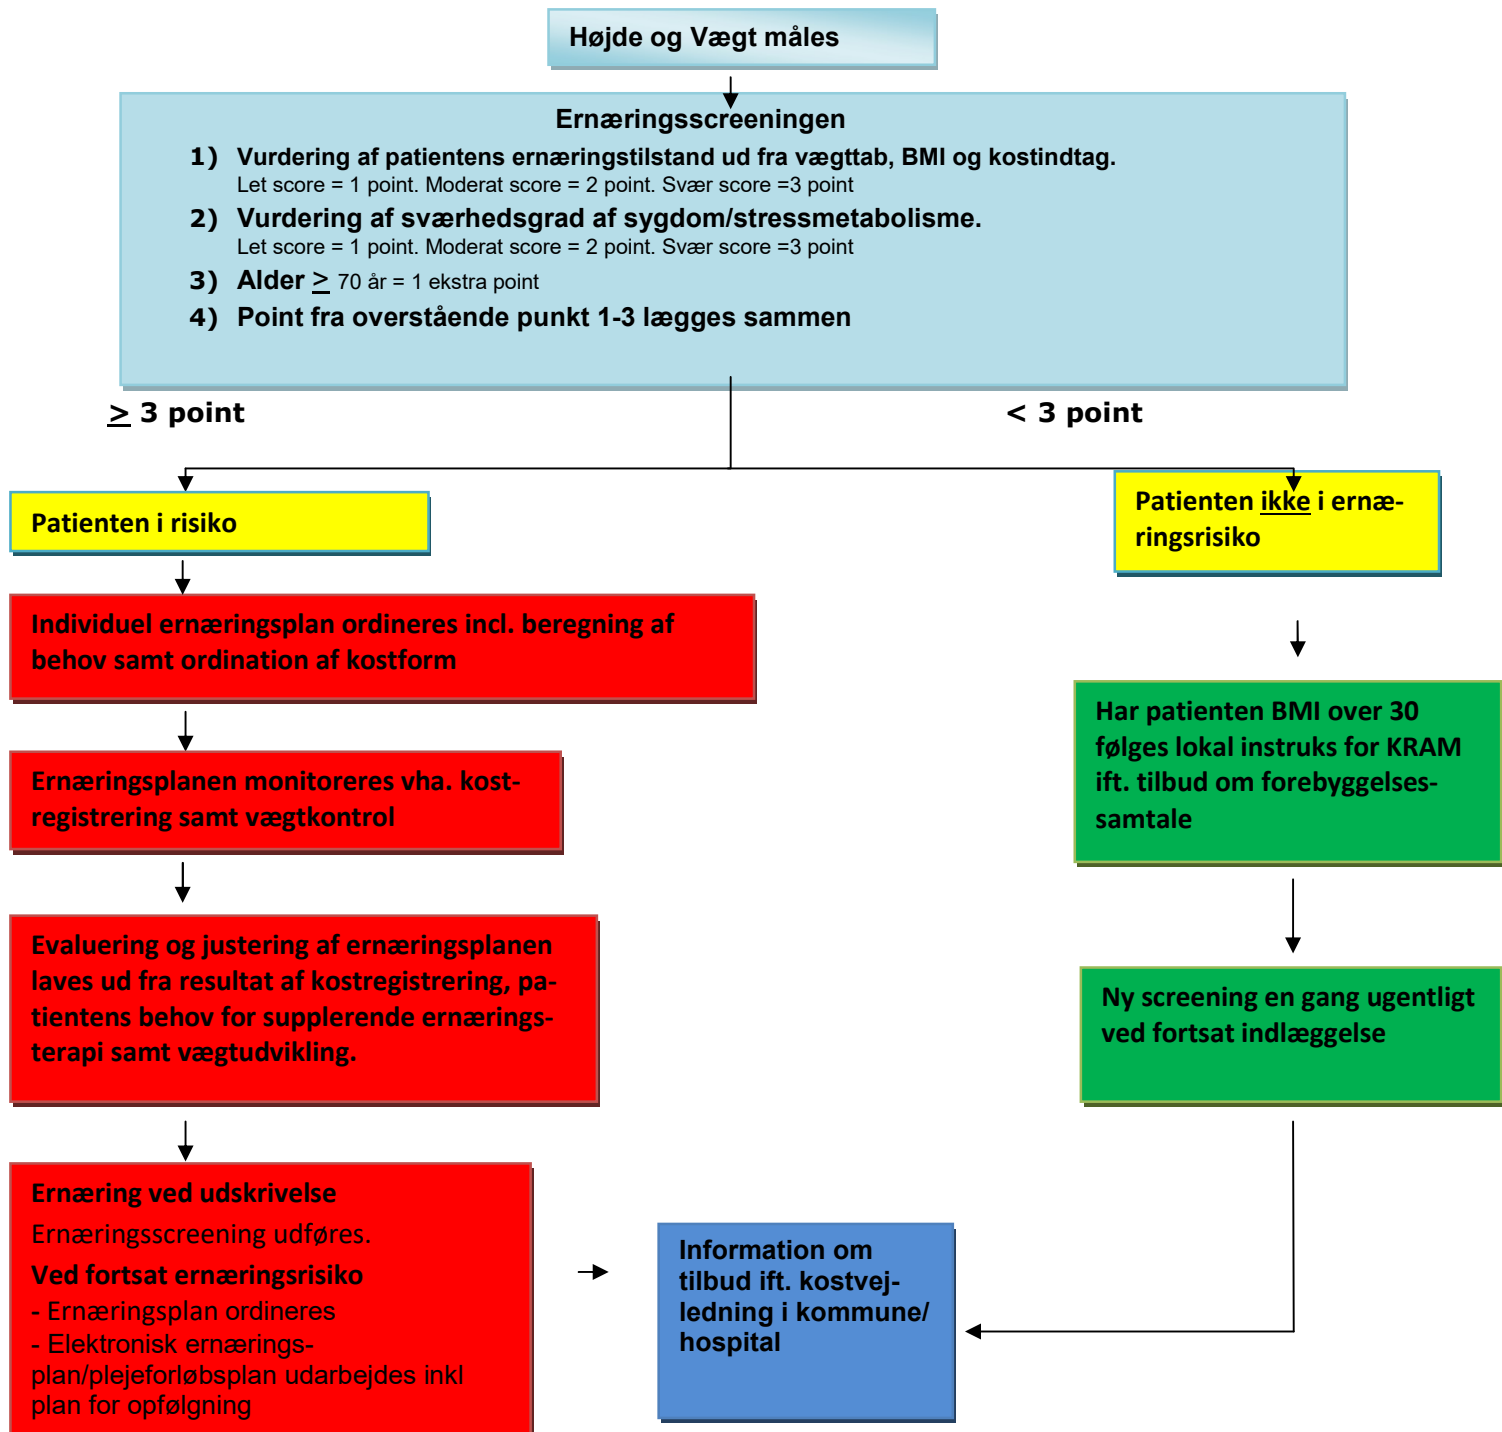 Højde og Vægt måles
Ernæringsscreeningen
1) Vurdering af patientens ernæringstilstand ud fra vægttab, BMI og kostindtag.
Let score = 1 point. Moderat score = 2 point. Svær score =3 point
2) Vurdering af sværhedsgrad af sygdom/stressmetabolisme.
Let score = 1 point. Moderat score = 2 point. Svær score =3 point
3) Alder ≥ 70 år = 1 ekstra point
4) Point fra overstående punkt 1-3 lægges sammen
≥ 3 point
< 3 point
Patienten i risiko
Patienten ikke i ernæ-
ringsrisiko
Individuel ernæringsplan ordineres incl. beregning af
behov samt ordination af kostform
Har patienten BMI over 30
følges lokal instruks for KRAM
ift. tilbud om forebyggelses-
samtale
Ernæringsplanen monitoreres vha. kost-
registrering samt vægtkontrol
Evaluering og justering af ernæringsplanen
laves ud fra resultat af kostregistrering, pa-
tientens behov for supplerende ernærings-
terapi samt vægtudvikling.
Ny screening en gang ugentligt
ved fortsat indlæggelse
Ernæring ved udskrivelse
Ernæringsscreening udføres.
Ved fortsat ernæringsrisiko
- Ernæringsplan ordineres
- Elektronisk ernærings-
plan/plejeforløbsplan udarbejdes inkl
plan for opfølgning
Information om
tilbud ift. kostvej-
ledning i kommune/
hospital